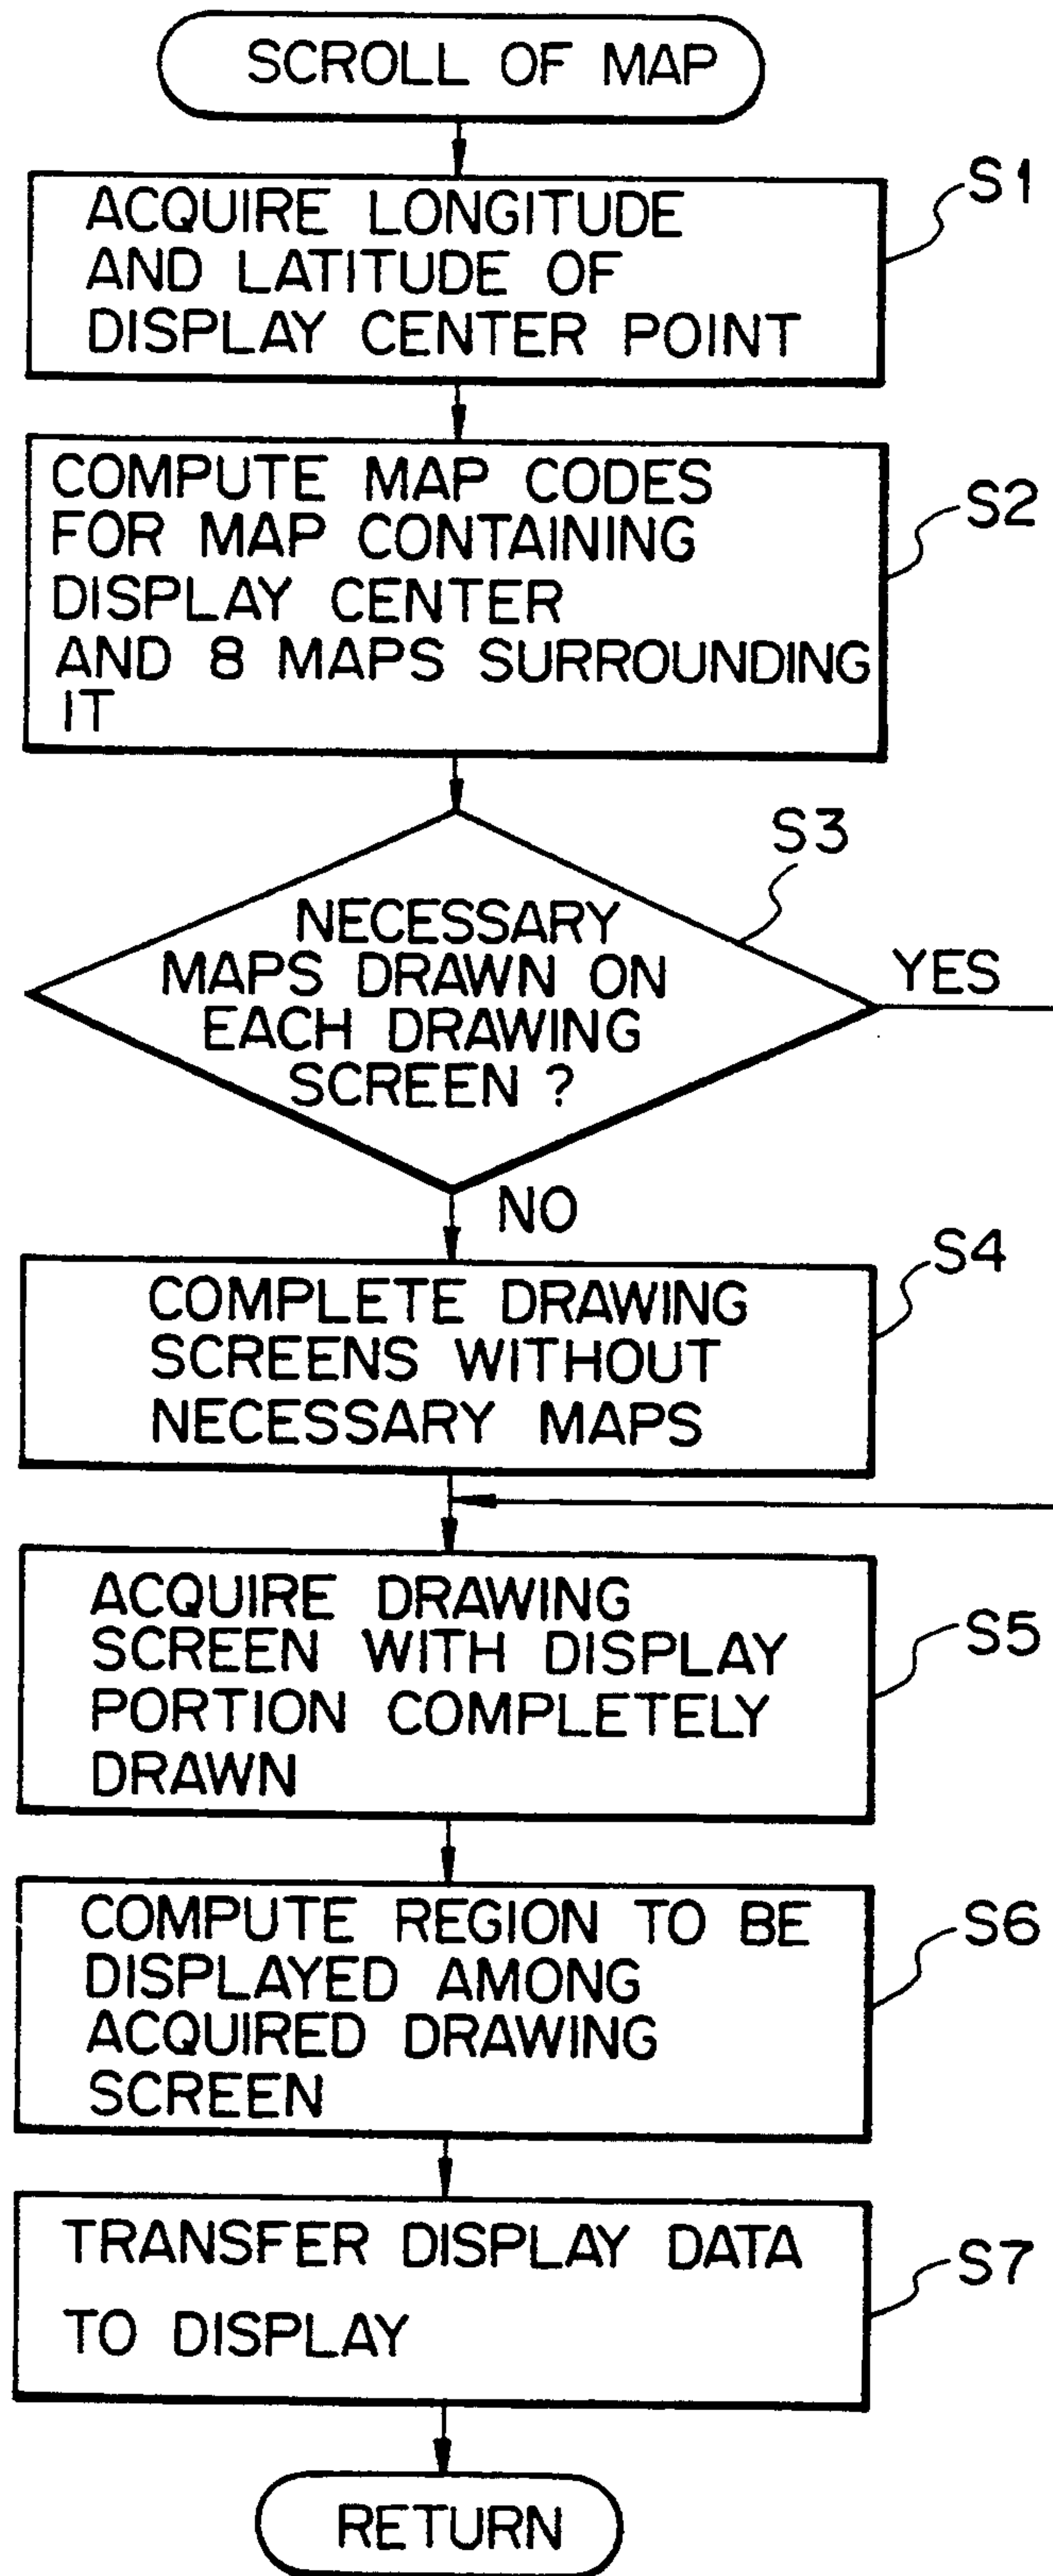 SCROLL OF MAP
S1
ACQUIRE LONGITUDE
AND LATITUDE OF
DISPLAY CENTER POINT
S2
COMPUTE MAP CODES
FOR MAP CONTAINING
DISPLAY CENTER
AND 8 MAPS SURROUNDING
IT
S3
NECESSARY
MAPS DRAWN ON
EACH DRAWING
SCREEN ?
YES
NO
S4
COMPLETE DRAWING
SCREENS WITHOUT
NECESSARY MAPS
S5
ACQUIRE DRAWING
SCREEN WITH DISPLAY
PORTION COMPLETELY
DRAWN
S6
COMPUTE REGION TO BE
DISPLAYED AMONG
ACQUIRED DRAWING
SCREEN
S7
TRANSFER DISPLAY DATA
TO DISPLAY
RETURN